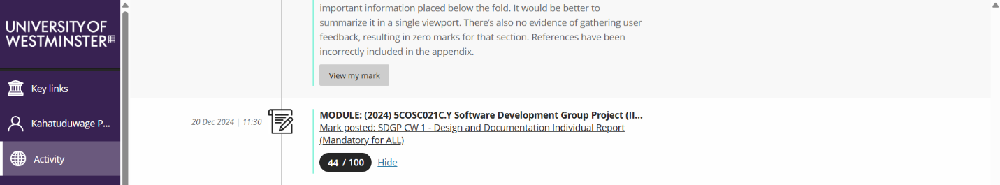 UNIVERSITY OF
WESTMINSTER
Key links
Kahatuduwage P...
Activity
important information placed below the fold. It would be better to
summarize it in a single viewport. There's also no evidence of gathering user
feedback, resulting in zero marks for that section. References have been
incorrectly included in the appendix.
View my mark
20 Dec 2024 | 11:30
MODULE: (2024) 5COSC021C.Y Software Development Group Project (II...
Mark posted: SDGP CW 1 - Design and Documentation Individual Report
(Mandatory for ALL)
44 / 100 Hide